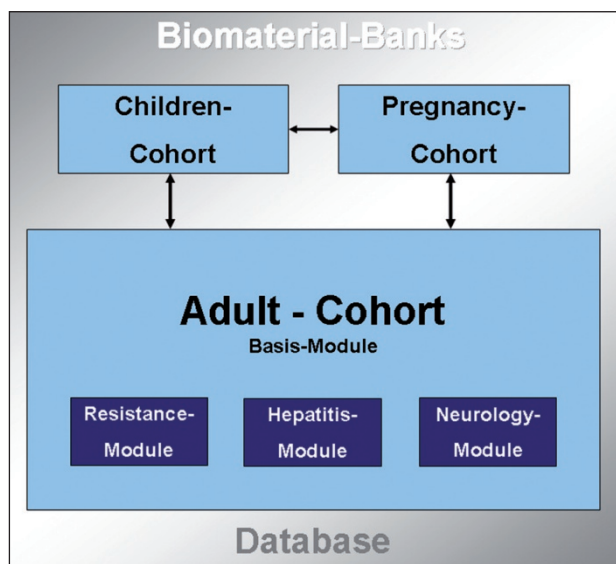 Biomaterial-Banks
Children-
Cohort
Pregnancy-
Cohort
Adult - Cohort
Basis-Module
Resistance-
Module
Hepatitis-
Module
Neurology-
Module
Database